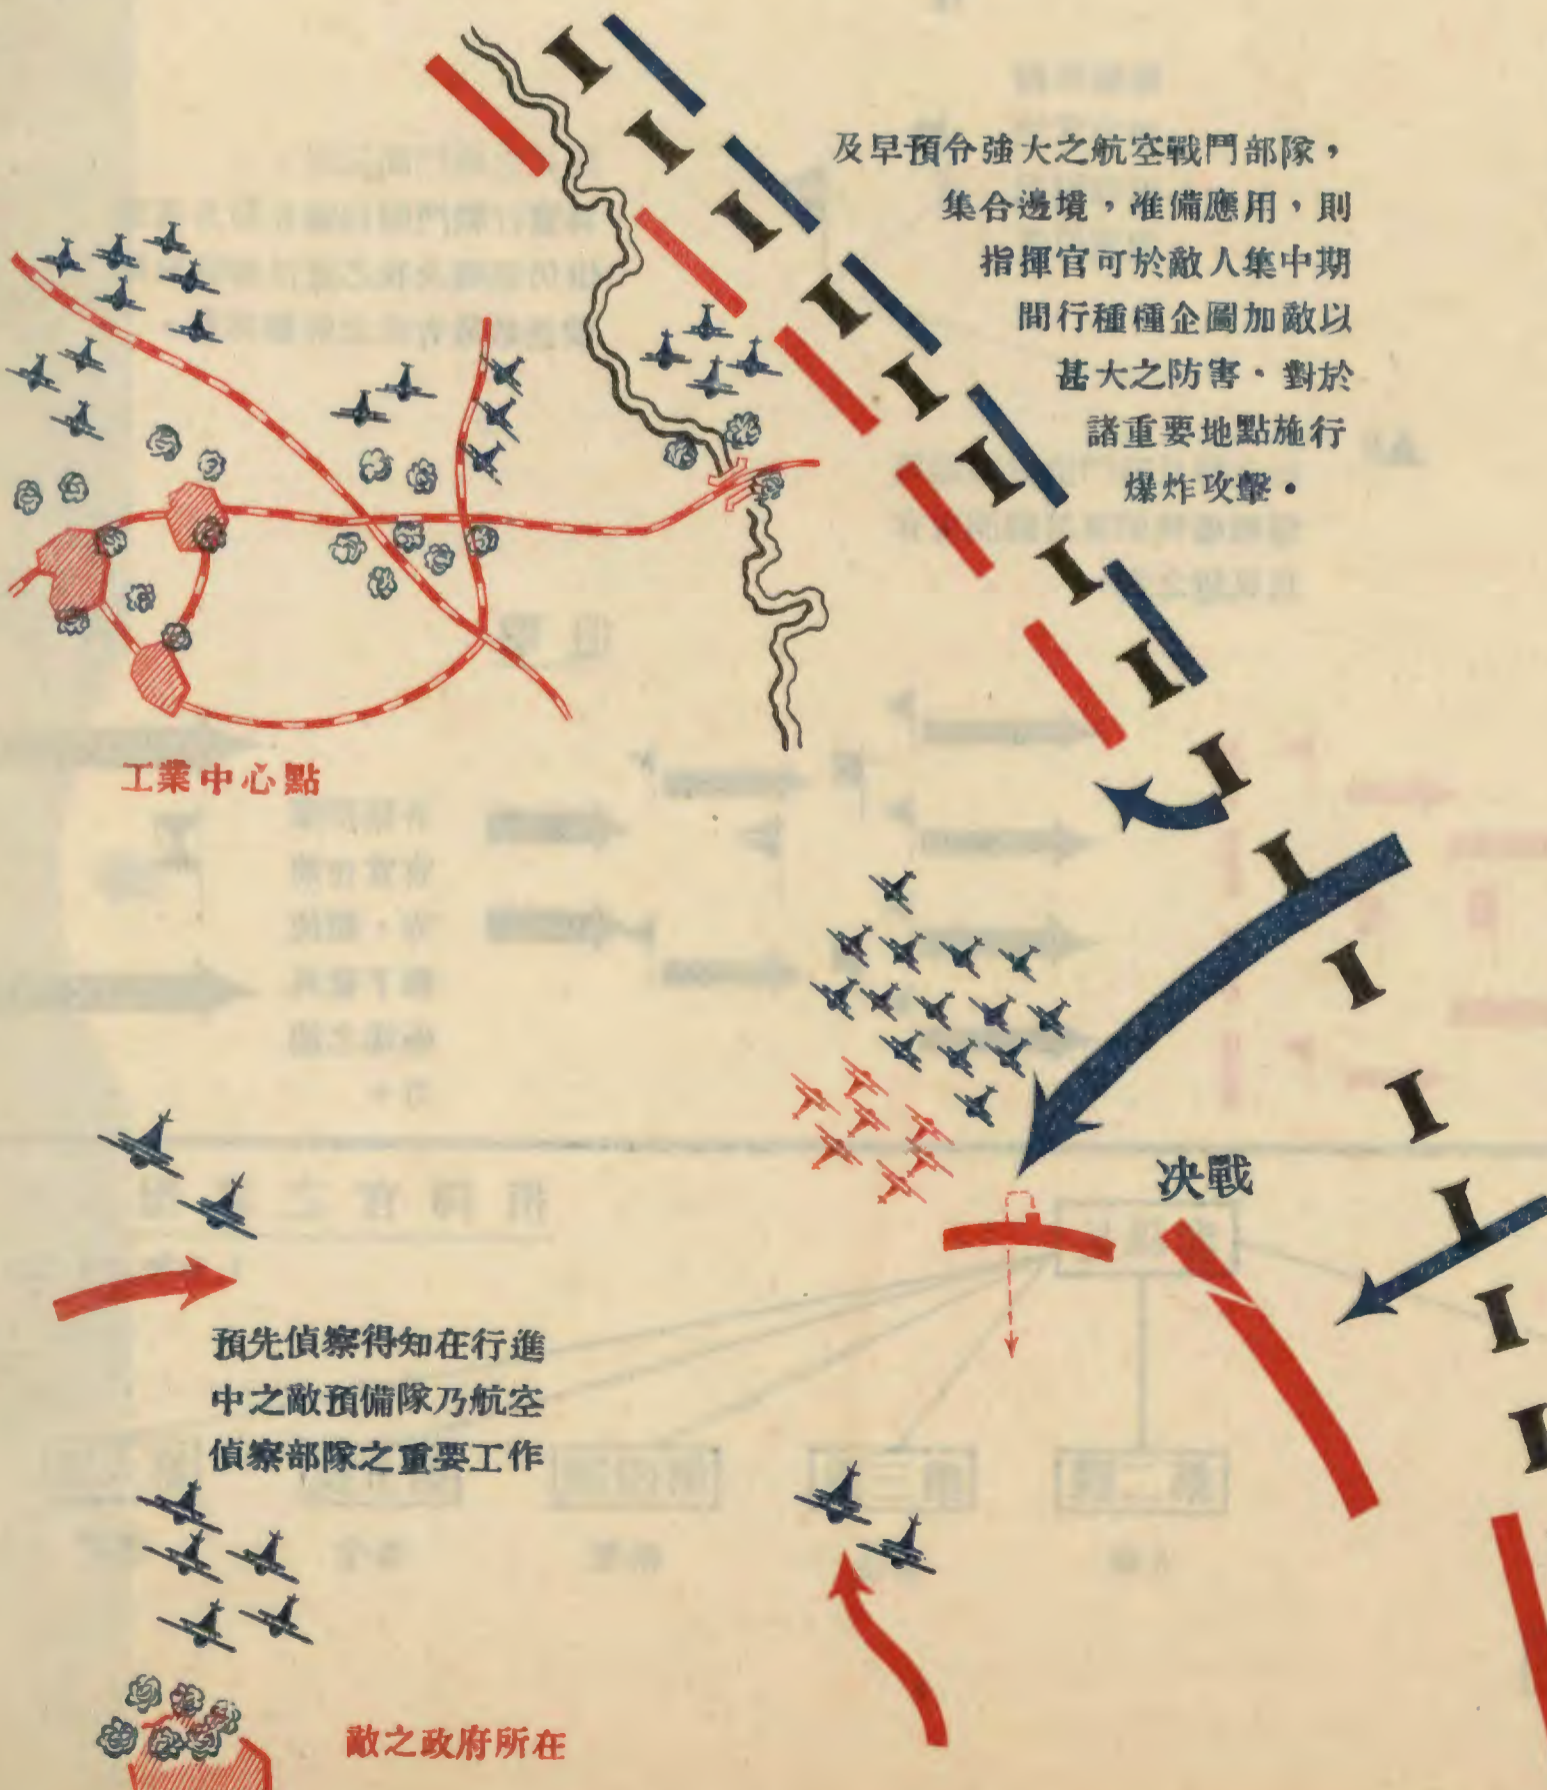 及早預令強大之航空戰鬥部隊，
集合邊境，准備應用，則
指揮官可於敵人集中期
間行種種企圖加敵以
甚大之防害．對於
諸重要地點施行
爆炸攻擊．
工業中心點
决戰
預先偵察得知在行進
中之敵預備隊乃航空
偵察部隊之重要工作
敵之政府所在